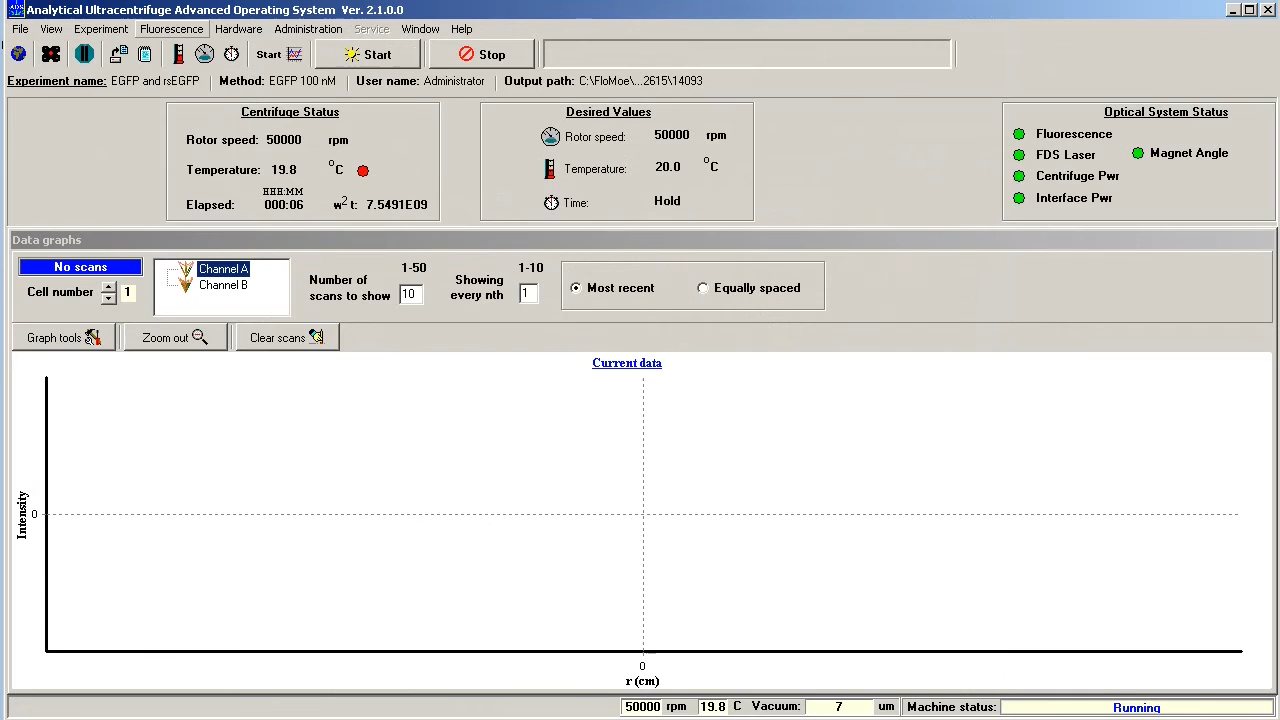 Analytical Ultracentrifuge Advanced Operating System Ver. 2.1.0.0
File View Experiment Fluorescence Hardware Administration Service Window Help
Start Start Stop
Experiment name: EGFP and rsEGFP Method: EGFP 100 nM User name: Administrator Output path: C:\FloMoe\...2615\14093
Centrifuge Status
Rotor speed: 50000 rpm
Temperature: 19.8 °C
HHH:MM
Elapsed: 000:06 w² t: 7.5491E09
Desired Values
Rotor speed: 50000 rpm
Temperature: 20.0 °C
Time: Hold
Optical System Status
Fluorescence
FDS Laser Magnet Angle
Centrifuge Pwr
Interface Pwr
Data graphs
No scans
Cell number 1
Channel A
Channel B
1-50
Number of
scans to show 10
1-10
Showing
every nth 1
Most recent Equally spaced
Graph tools Zoom out Clear scans
Current data
Intensity
0
0
r (cm)
50000 rpm 19.8 C Vacuum: 7 um Machine status: Running